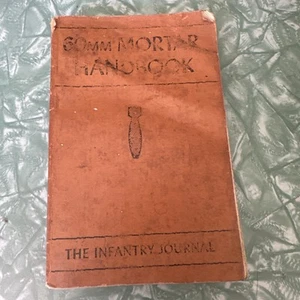 60MM MORTAR
HANDBOOK
THE INFANTRY JOURNAL